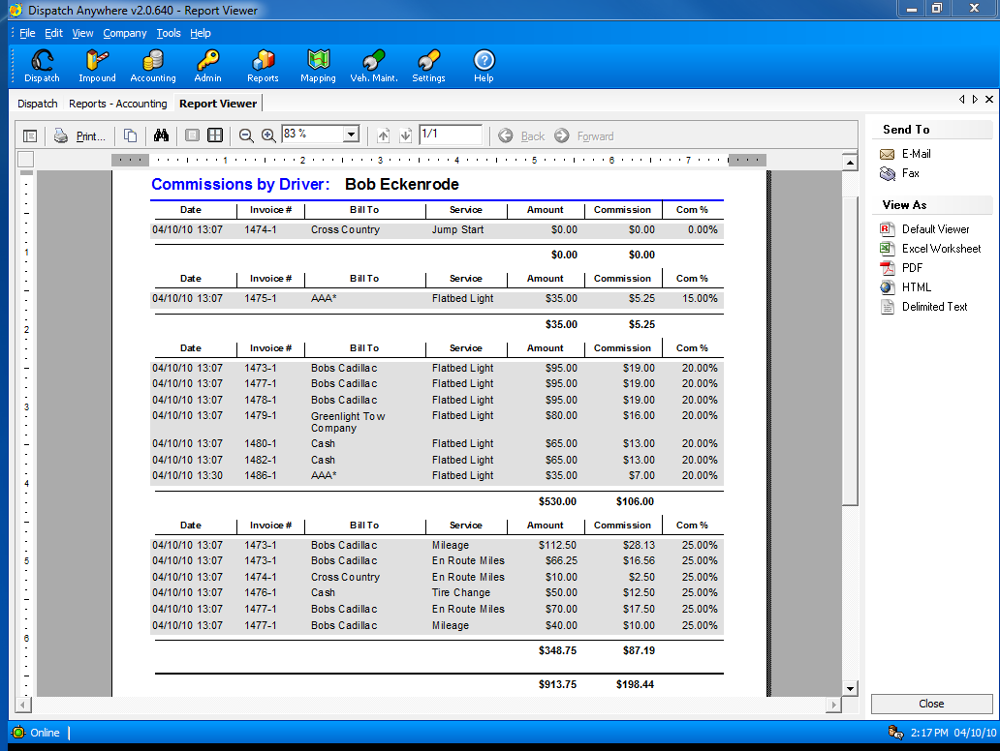 Dispatch Anywhere v2.0.640 - Report Viewer
File Edit View Company Tools Help
Dispatch Impound Accounting Admin Reports Mapping Veh. Maint. Settings Help
Dispatch Reports - Accounting Report Viewer
Print... 83 % 1/1 Back Forward
1 2 3 4 5 6 7
Commissions by Driver: Bob Eckenrode
Date Invoice # Bill To Service Amount Commission Com %
04/10/10 13:07 1474-1 Cross Country Jump Start $0.00 $0.00 0.00%
$0.00 $0.00
Date Invoice # Bill To Service Amount Commission Com %
04/10/10 13:07 1475-1 AAA* Flatbed Light $35.00 $5.25 15.00%
$35.00 $5.25
Date Invoice # Bill To Service Amount Commission Com %
04/10/10 13:07 1473-1 Bobs Cadillac Flatbed Light $95.00 $19.00 20.00%
04/10/10 13:07 1477-1 Bobs Cadillac Flatbed Light $95.00 $19.00 20.00%
04/10/10 13:07 1478-1 Bobs Cadillac Flatbed Light $95.00 $19.00 20.00%
04/10/10 13:07 1479-1 Greenlight Tow Flatbed Light $80.00 $16.00 20.00%
Company
04/10/10 13:07 1480-1 Cash Flatbed Light $65.00 $13.00 20.00%
04/10/10 13:07 1482-1 Cash Flatbed Light $65.00 $13.00 20.00%
04/10/10 13:30 1486-1 AAA* Flatbed Light $35.00 $7.00 20.00%
$530.00 $106.00
Date Invoice # Bill To Service Amount Commission Com %
04/10/10 13:07 1473-1 Bobs Cadillac Mileage $112.50 $28.13 25.00%
04/10/10 13:07 1473-1 Bobs Cadillac En Route Miles $66.25 $16.56 25.00%
04/10/10 13:07 1474-1 Cross Country En Route Miles $10.00 $2.50 25.00%
04/10/10 13:07 1476-1 Cash Tire Change $50.00 $12.50 25.00%
04/10/10 13:07 1477-1 Bobs Cadillac En Route Miles $70.00 $17.50 25.00%
04/10/10 13:07 1477-1 Bobs Cadillac Mileage $40.00 $10.00 25.00%
$348.75 $87.19
$913.75 $198.44
1
2
3
4
5
6
Send To
E-Mail
Fax
View As
Default Viewer
Excel Worksheet
PDF
HTML
Delimited Text
Close
Online
2:17 PM 04/10/10